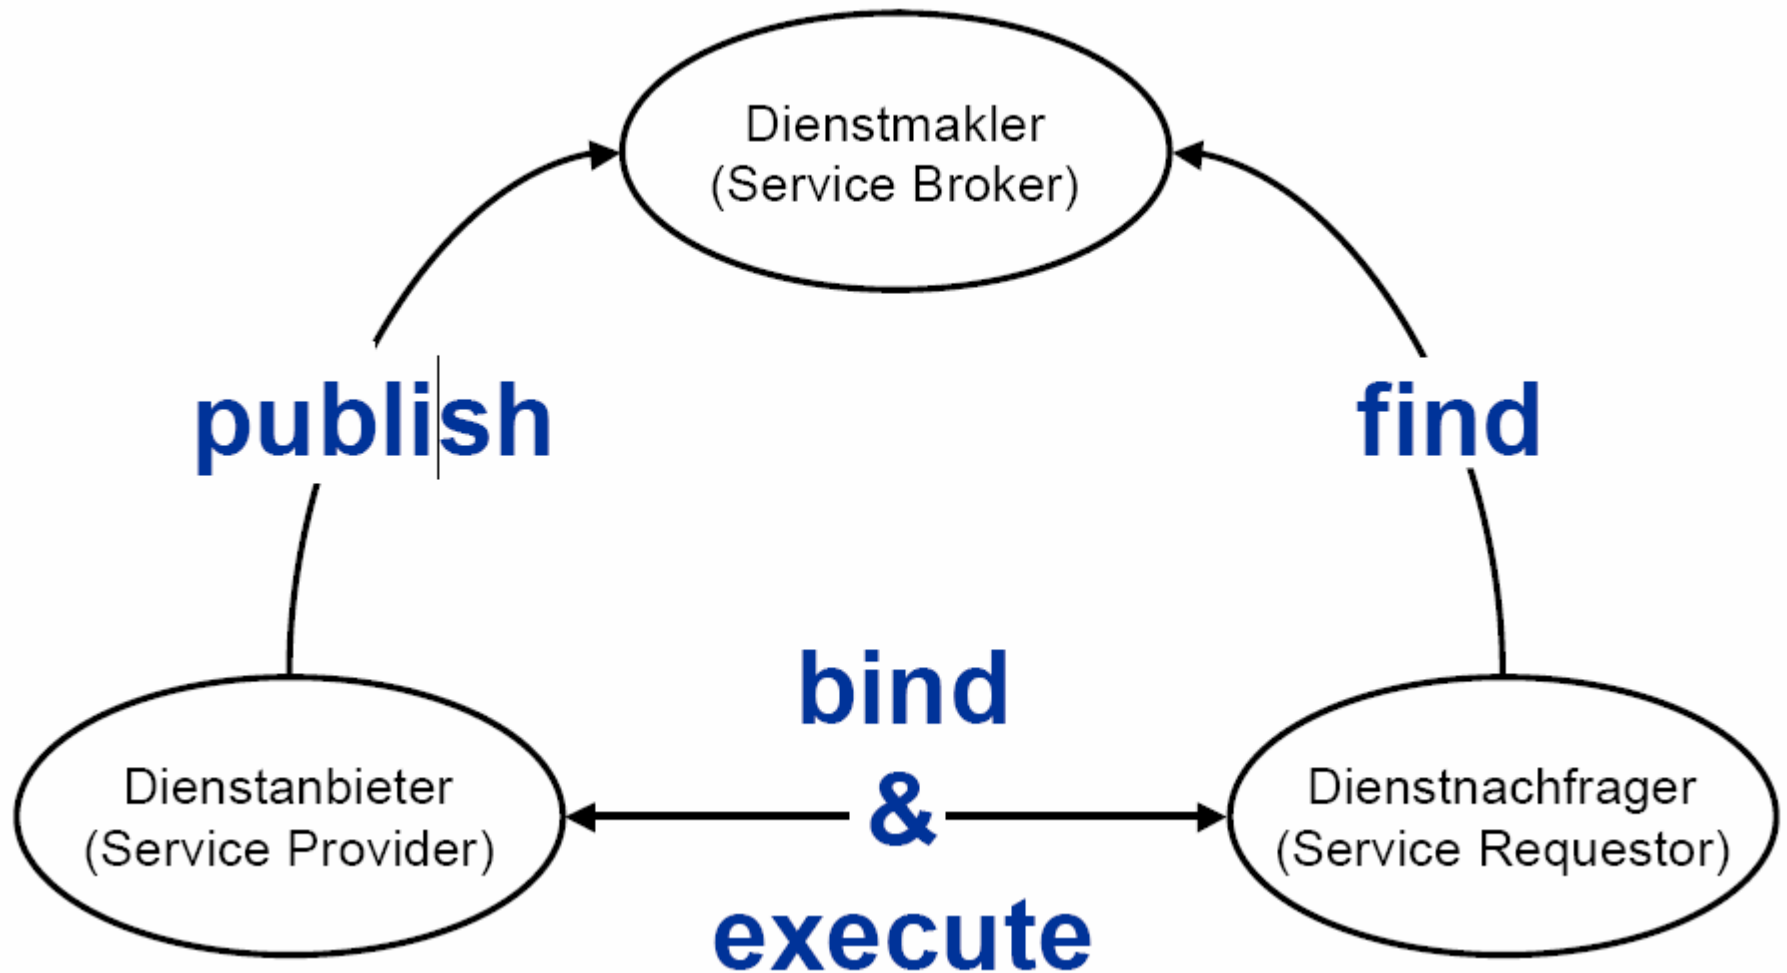 Dienstmakler
(Service Broker)
publish
find
bind
&
execute
Dienstanbieter
(Service Provider)
Dienstnachfrager
(Service Requestor)